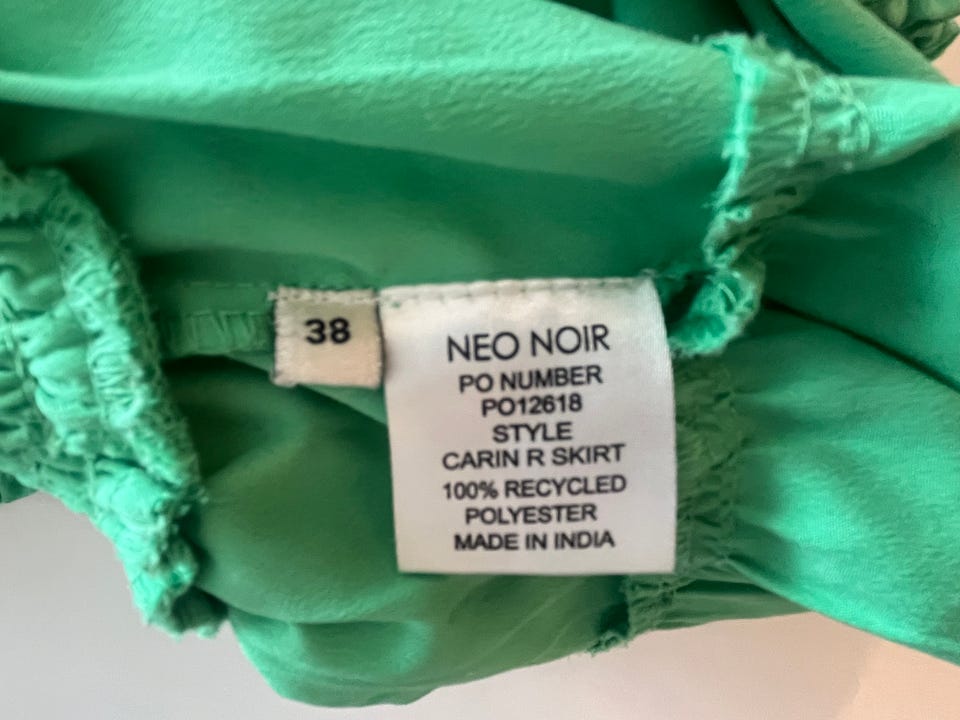 38
NEO NOIR
PO NUMBER
PO12618
STYLE
CARIN R SKIRT
100% RECYCLED
POLYESTER
MADE IN INDIA